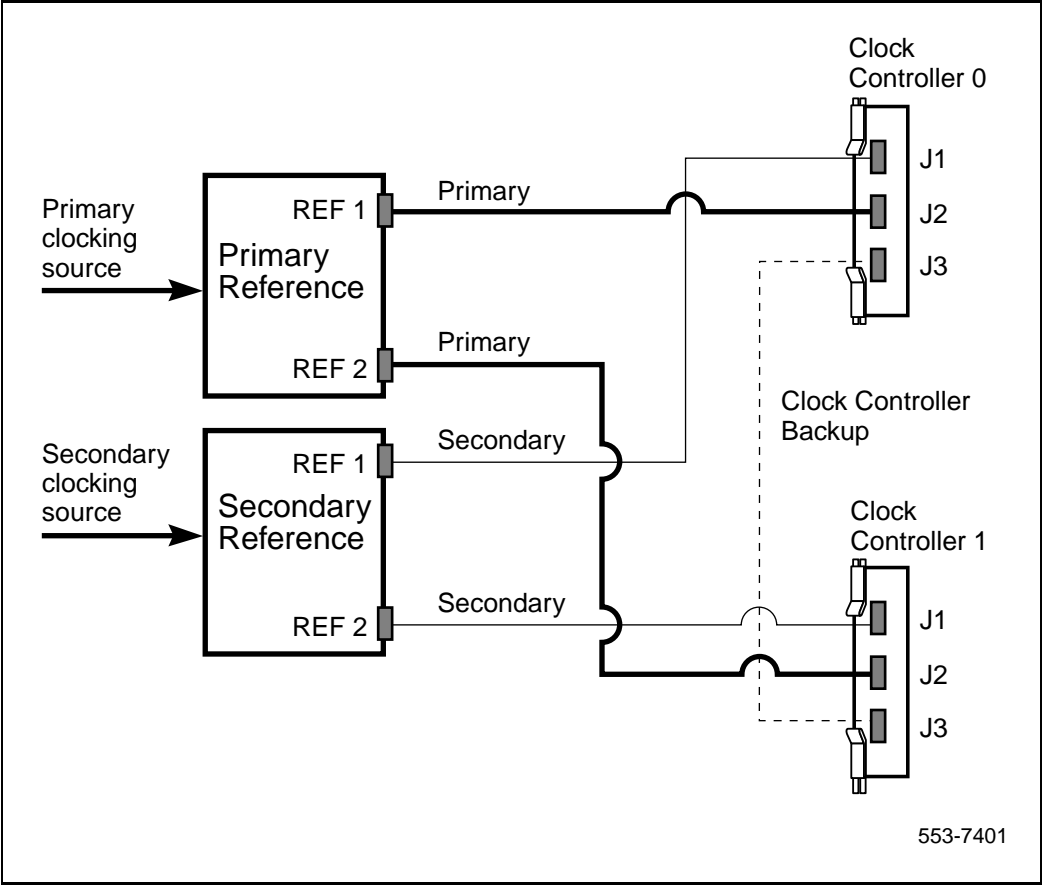 Clock
Controller 0
J1
J2
J3
Primary
clocking
source
REF 1
Primary
Reference
REF 2
Primary
Primary
Clock Controller
Backup
Secondary
clocking
source
REF 1
Secondary
Reference
REF 2
Secondary
Secondary
Clock
Controller 1
J1
J2
J3
553-7401